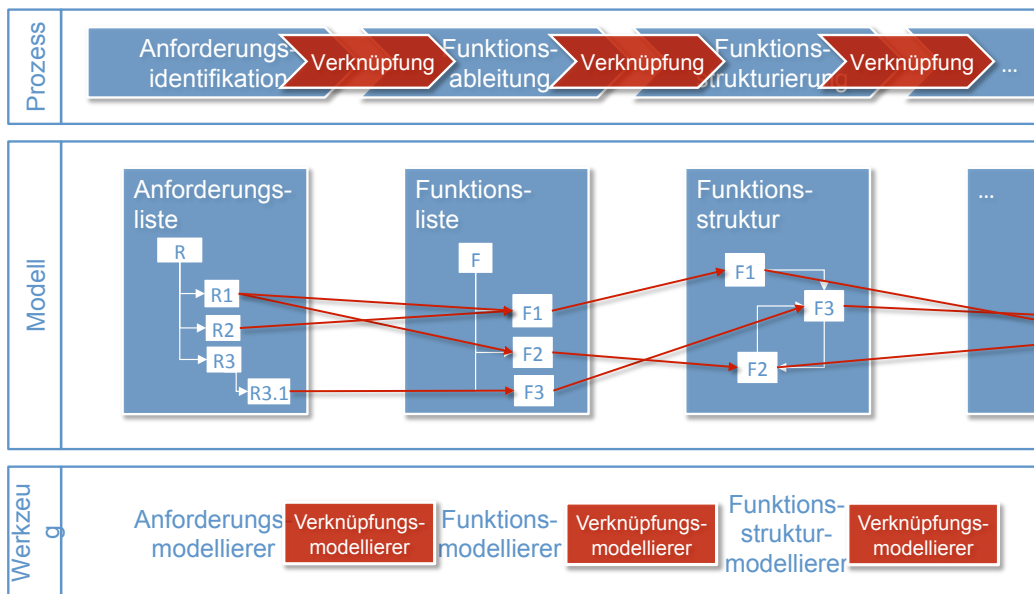 Prozess
Anforderungs-
identifikation
Verknüpfung
Funktions-
ableitung
Verknüpfung
Funktions-
strukturierung
Verknüpfung
...
Modell
Anforderungs-
liste
R
R1
R2
R3
R3.1
Funktions-
liste
F
F1
F2
F3
Funktions-
struktur
F1
F3
F2
...
Werkzeu
g
Anforderungs-
modellierer
Verknüpfungs-
modellierer
Funktions-
modellierer
Verknüpfungs-
modellierer
Funktions-
struktur-
modellierer
Verknüpfungs-
modellierer